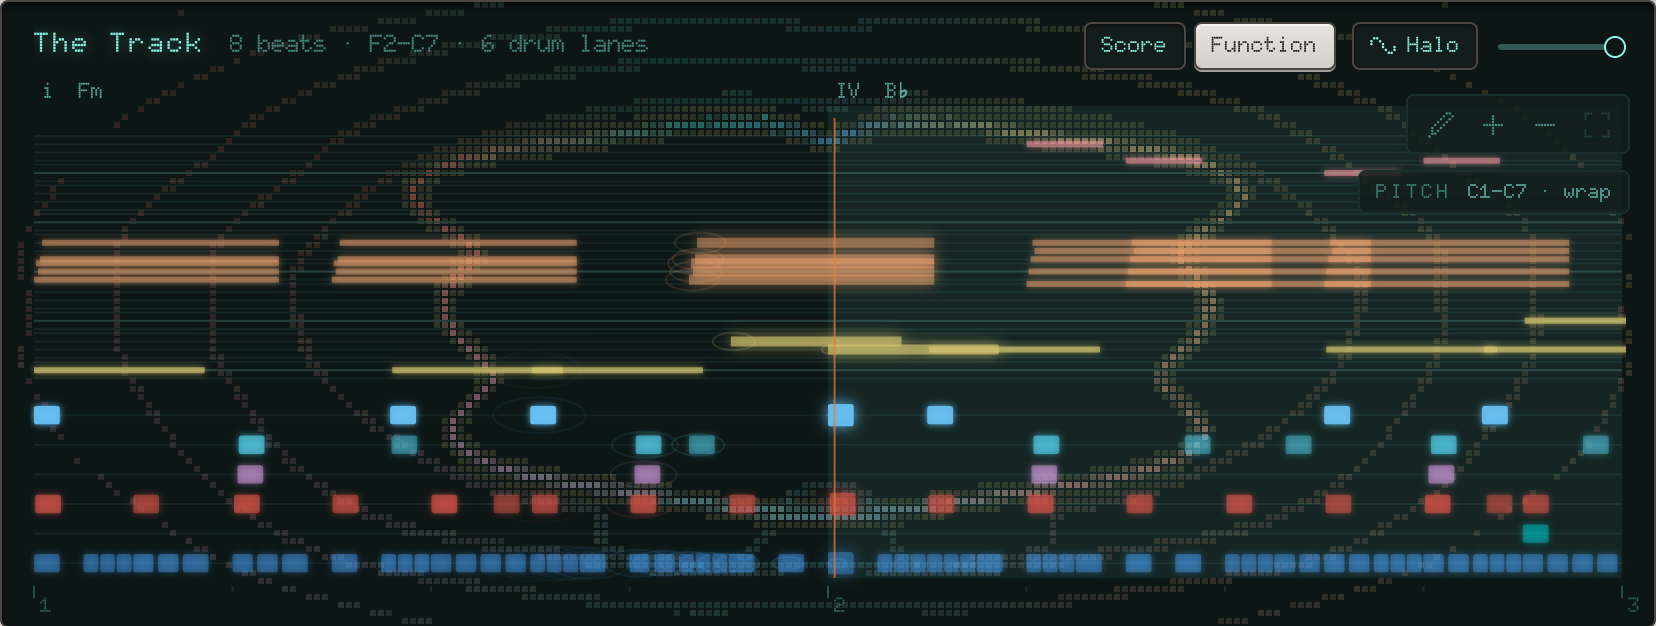 The Track 8 beats · F2–C7 · 6 drum lanes Score Function Halo
i Fm IV B♭
PITCH C1–C7 · wrap
1 2 3